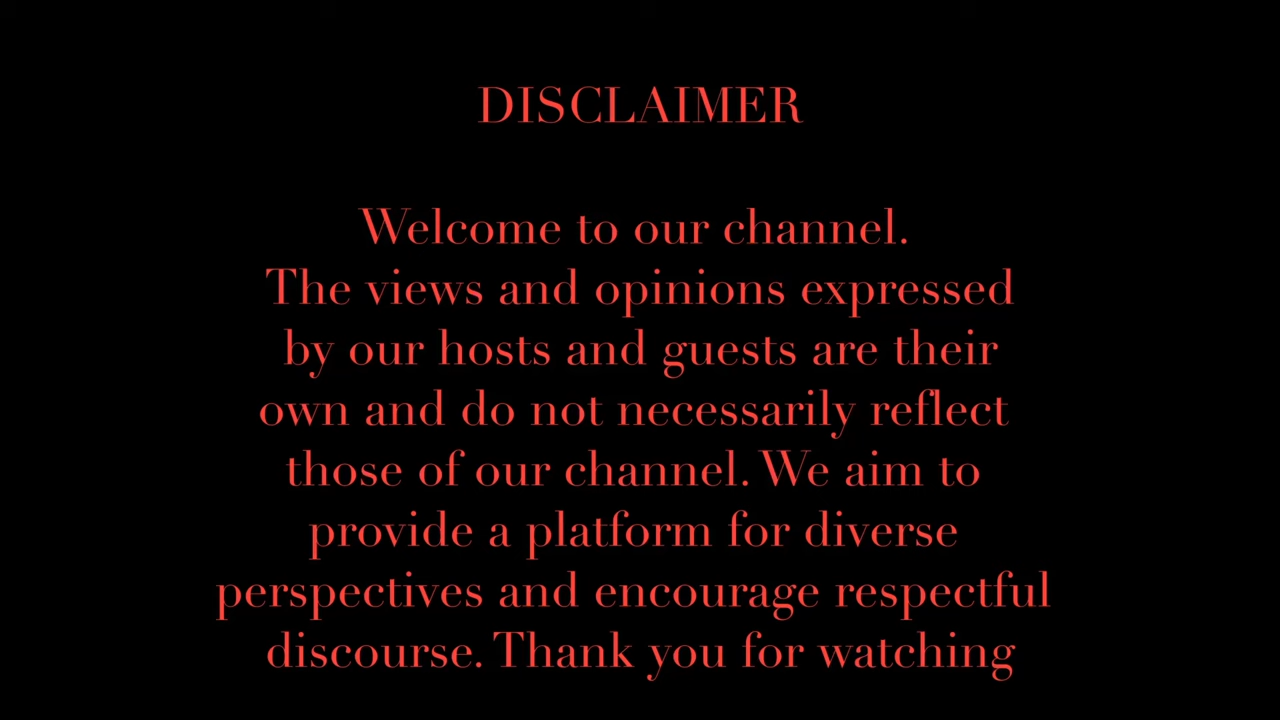 DISCLAIMER
Welcome to our channel.
The views and opinions expressed
by our hosts and guests are their
own and do not necessarily reflect
those of our channel. We aim to
provide a platform for diverse
perspectives and encourage respectful
discourse. Thank you for watching